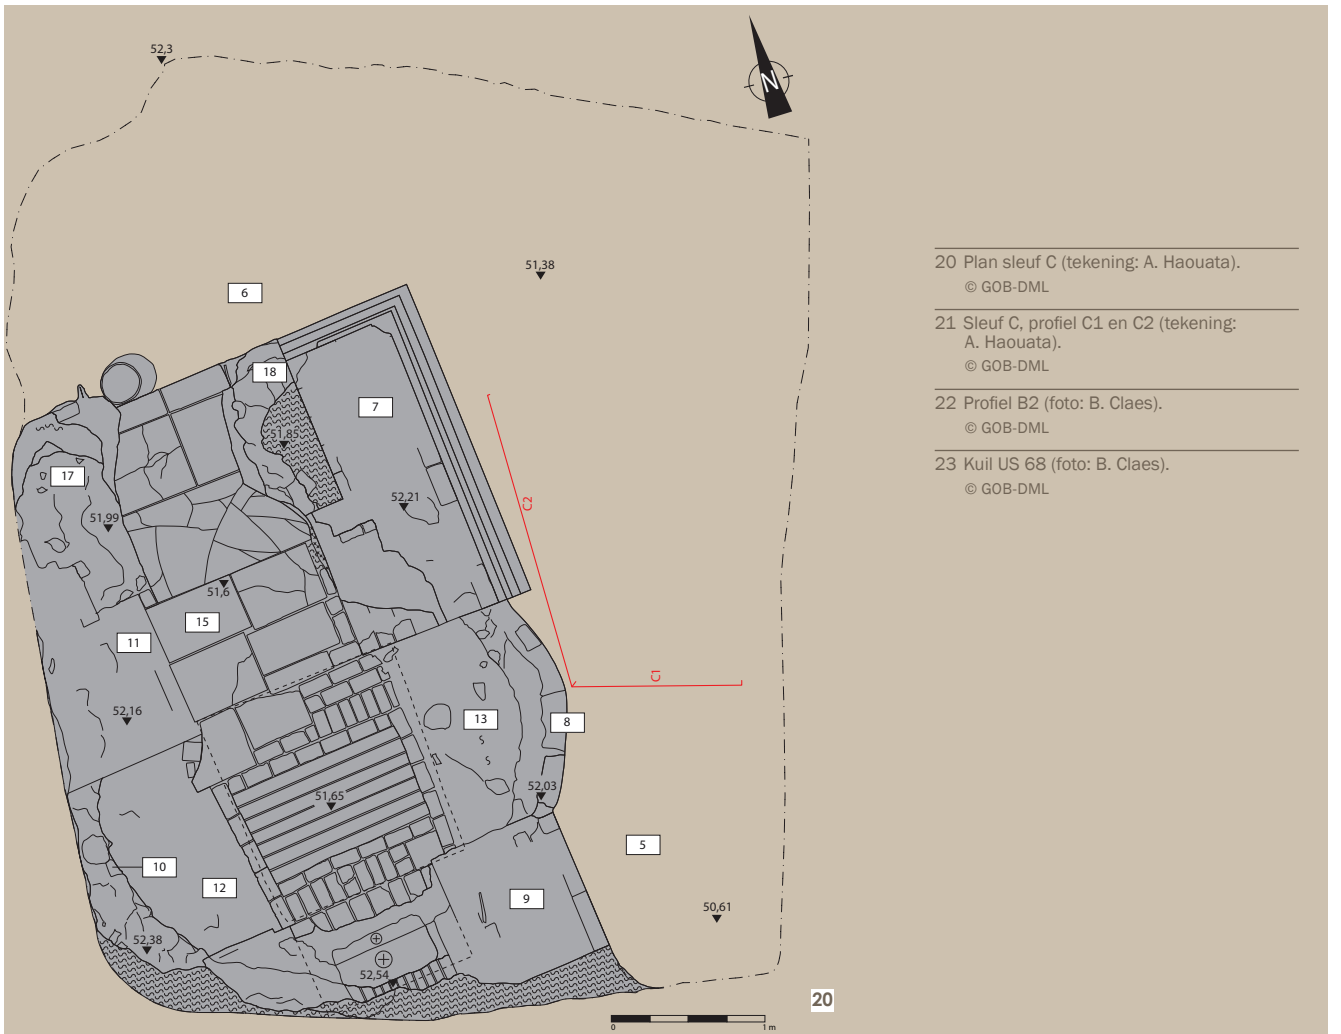 52,3
N
51,38
6
18
7
51,85
17
52,21
C2
51,99
51,6
15
11
C1
52,16
13
8
52,03
51,65
5
10
12
9
50,61
52,38
52,54
20
0
1 m
20 Plan sleuf C (tekening: A. Haouata).
© GOB-DML
21 Sleuf C, profiel C1 en C2 (tekening:
A. Haouata).
© GOB-DML
22 Profiel B2 (foto: B. Claes).
© GOB-DML
23 Kuil US 68 (foto: B. Claes).
© GOB-DML